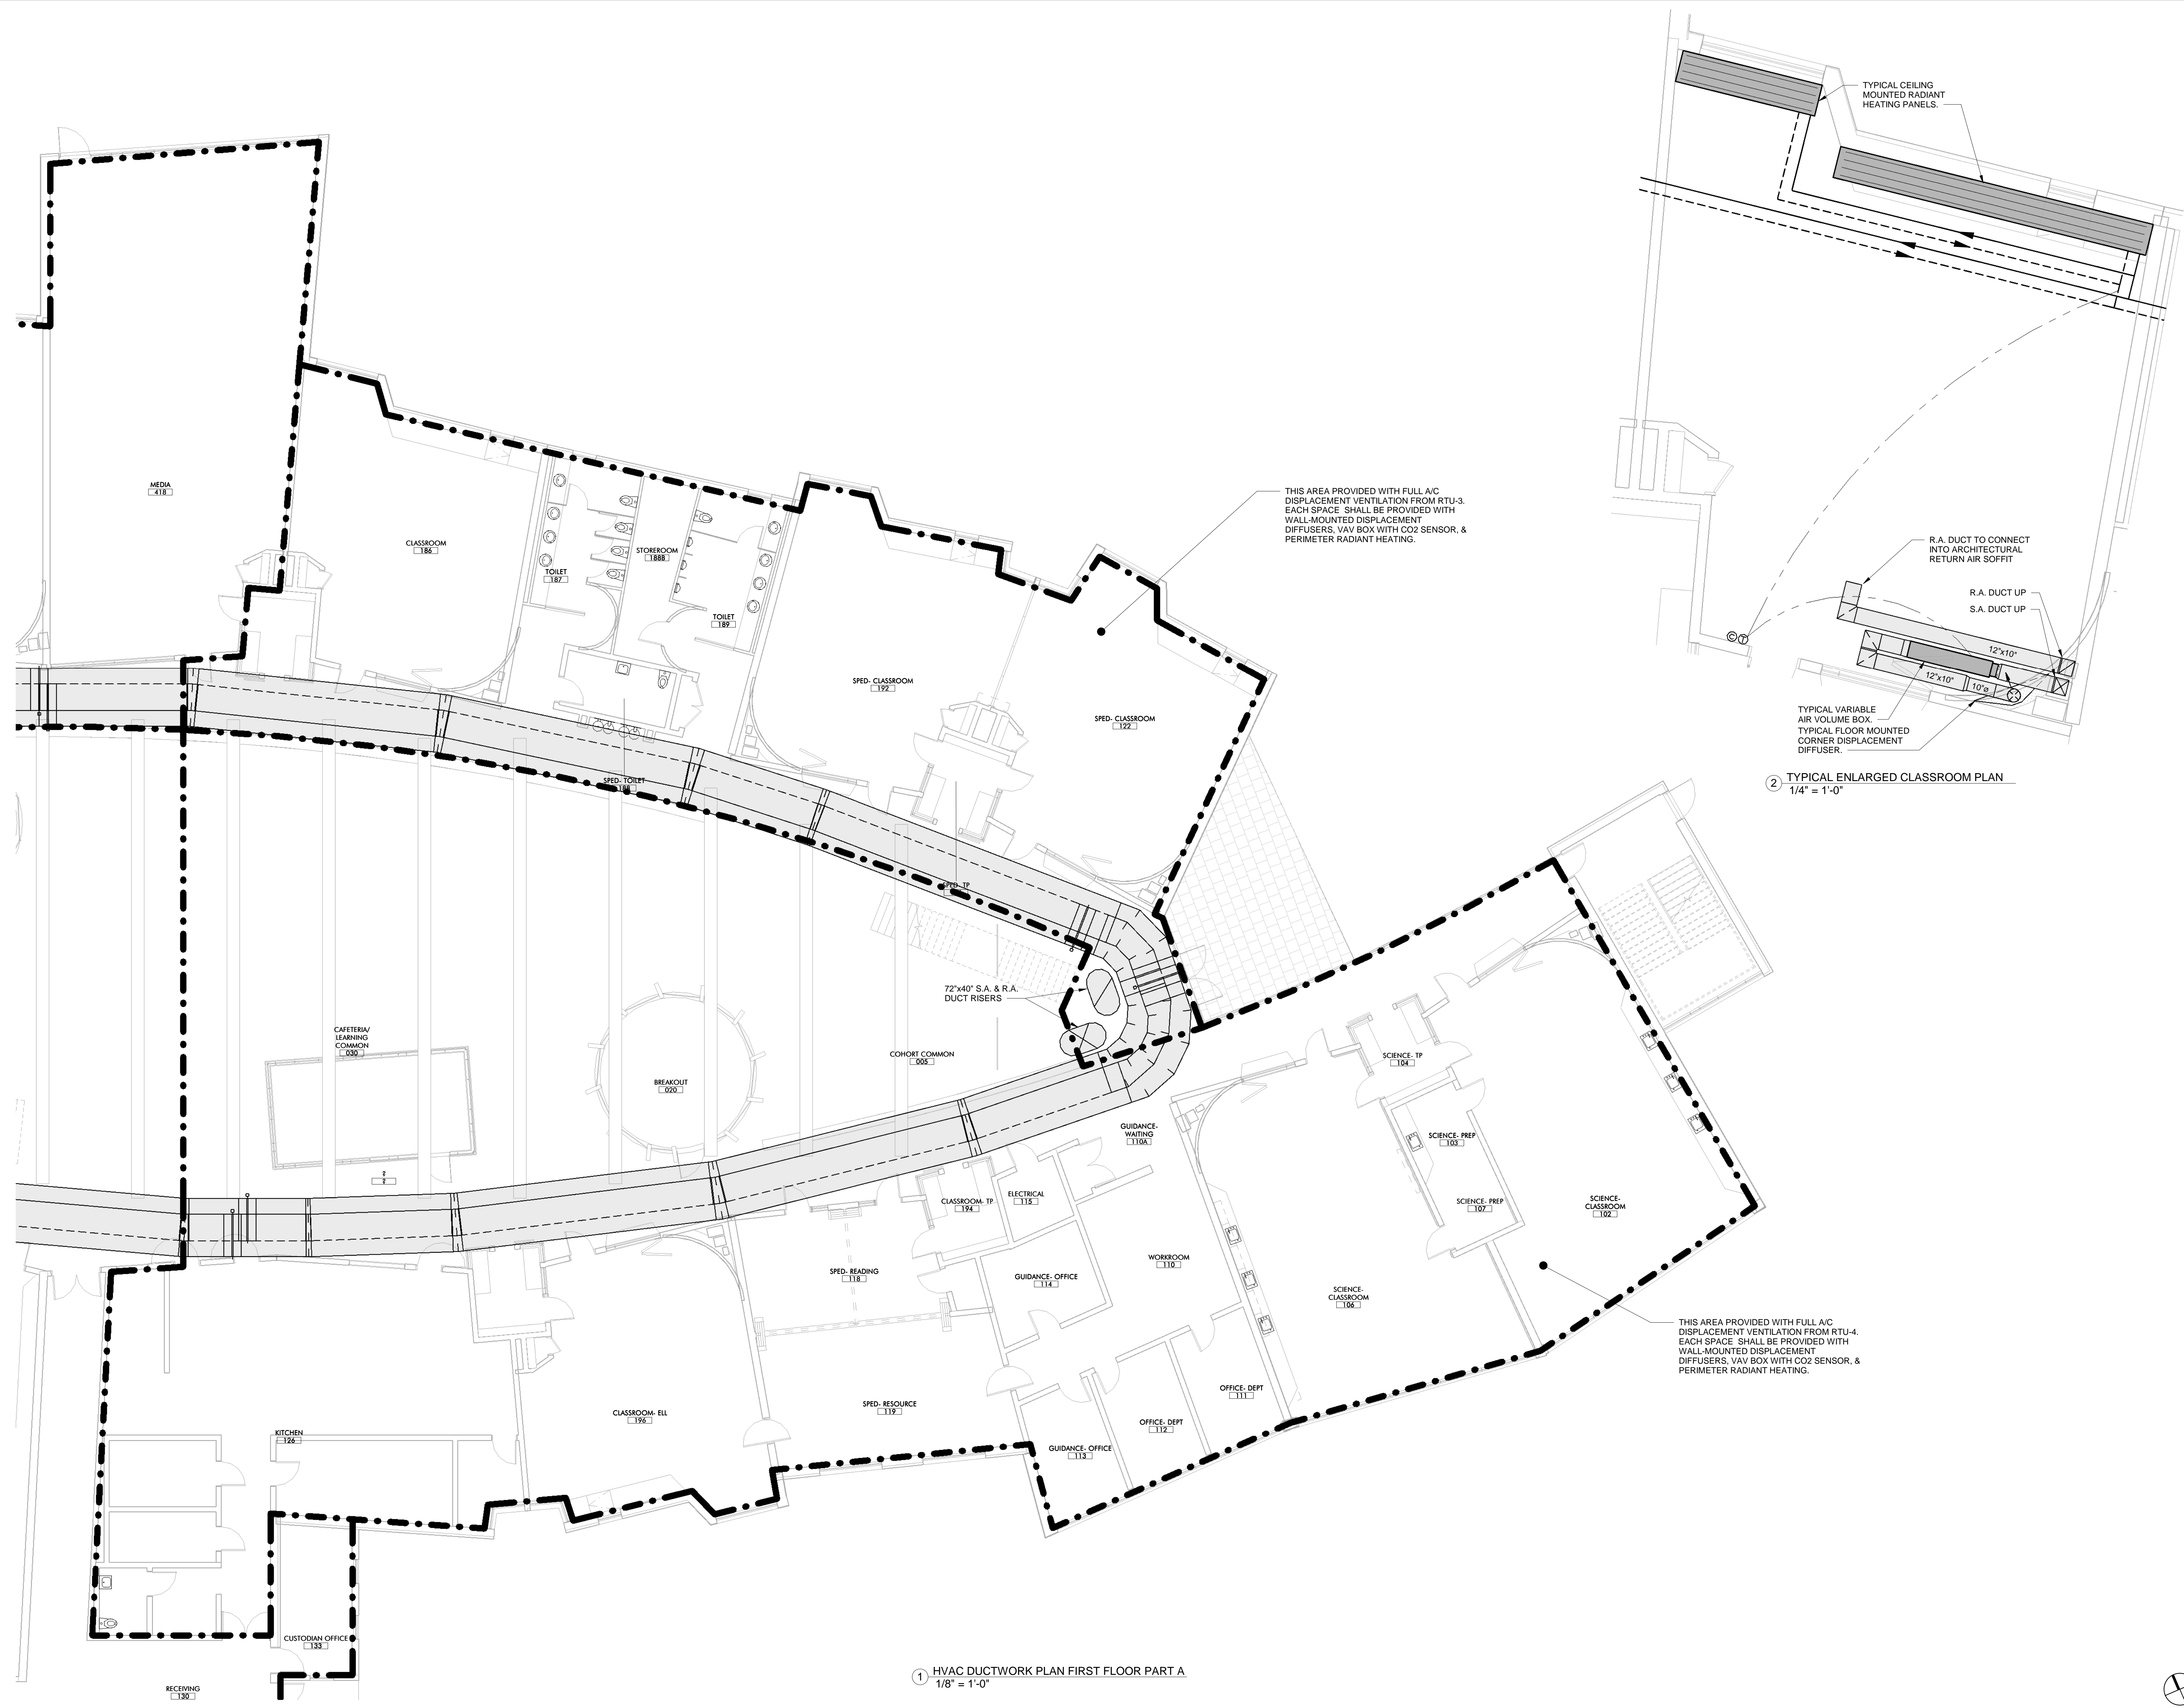 TYPICAL CEILING
MOUNTED RADIANT
HEATING PANELS.
MEDIA
418
CLASSROOM
186
TOILET
187
STOREROOM
188B
TOILET
189
THIS AREA PROVIDED WITH FULL A/C
DISPLACEMENT VENTILATION FROM RTU-3.
EACH SPACE SHALL BE PROVIDED WITH
WALL-MOUNTED DISPLACEMENT
DIFFUSERS, VAV BOX WITH CO2 SENSOR, &
PERIMETER RADIANT HEATING.
R.A. DUCT TO CONNECT
INTO ARCHITECTURAL
RETURN AIR SOFFIT
R.A. DUCT UP
S.A. DUCT UP
C T
12"x10"
12"x10"
10"ø
TYPICAL VARIABLE
AIR VOLUME BOX.
TYPICAL FLOOR MOUNTED
CORNER DISPLACEMENT
DIFFUSER.
2 TYPICAL ENLARGED CLASSROOM PLAN
1/4" = 1'-0"
SPED- CLASSROOM
192
SPED- CLASSROOM
122
SPED- TOILET
188
SPED- TP
72"x40" S.A. & R.A.
DUCT RISERS
CAFETERIA/
LEARNING
COMMON
030
BREAKOUT
020
COHORT COMMON
005
SCIENCE- TP
104
GUIDANCE-
WAITING
110A
SCIENCE- PREP
103
?
?
CLASSROOM- TP
194
ELECTRICAL
115
SCIENCE- PREP
107
SCIENCE-
CLASSROOM
102
SPED- READING
118
GUIDANCE- OFFICE
114
WORKROOM
110
SCIENCE-
CLASSROOM
106
THIS AREA PROVIDED WITH FULL A/C
DISPLACEMENT VENTILATION FROM RTU-4.
EACH SPACE SHALL BE PROVIDED WITH
WALL-MOUNTED DISPLACEMENT
DIFFUSERS, VAV BOX WITH CO2 SENSOR, &
PERIMETER RADIANT HEATING.
CLASSROOM- ELL
196
SPED- RESOURCE
119
OFFICE- DEPT
111
OFFICE- DEPT
112
GUIDANCE- OFFICE
113
KITCHEN
126
CUSTODIAN OFFICE
133
RECEIVING
130
1 HVAC DUCTWORK PLAN FIRST FLOOR PART A
1/8" = 1'-0"